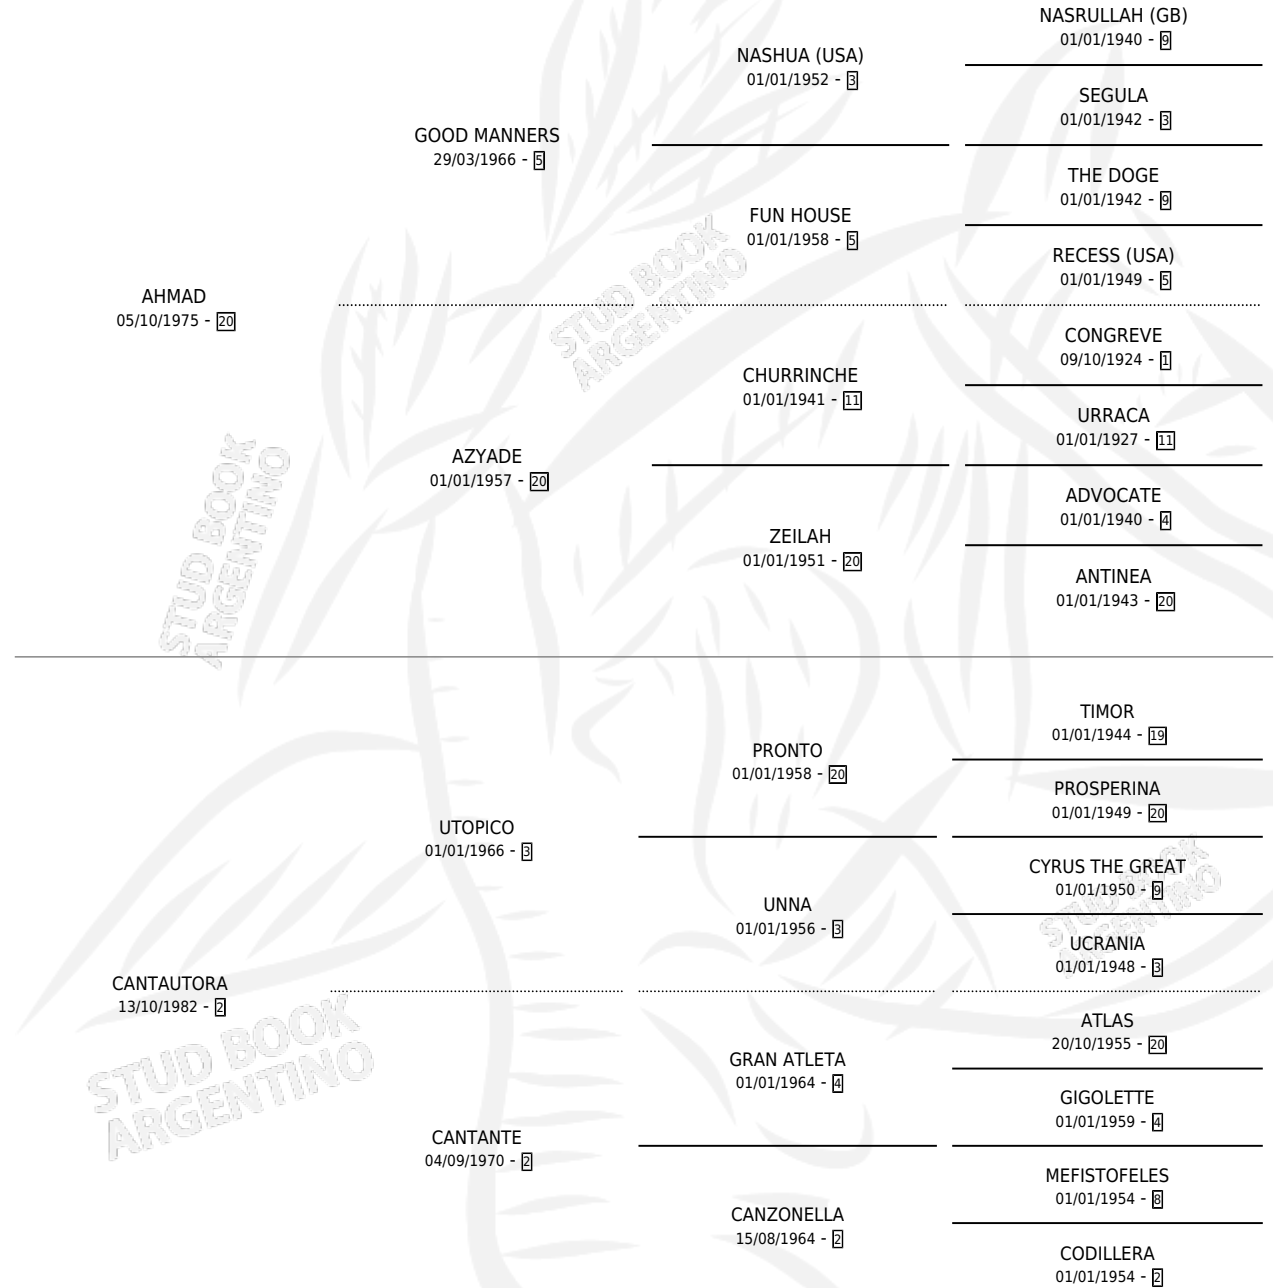 NASRULLAH (GB)
01/01/1940 - 9
NASHUA (USA)
01/01/1952 - 3
SEGULA
01/01/1942 - 3
GOOD MANNERS
29/03/1966 - 5
THE DOGE
01/01/1942 - 9
FUN HOUSE
01/01/1958 - 5
RECESS (USA)
01/01/1949 - 5
STUD BOOK
ARGENTINO
AHMAD
05/10/1975 - 20
CONGREVE
09/10/1924 - 1
CHURRINCHE
01/01/1941 - 11
URRACA
01/01/1927 - 11
AZYADE
01/01/1957 - 20
ADVOCATE
01/01/1940 - 4
ZEILAH
01/01/1951 - 20
ANTINEA
01/01/1943 - 20
STUD BOOK
ARGENTINO
TIMOR
01/01/1944 - 19
PRONTO
01/01/1958 - 20
PROSPERINA
01/01/1949 - 20
UTOPICO
01/01/1966 - 3
CYRUS THE GREAT
01/01/1950 - 9
UNNA
01/01/1956 - 3
STUD BOOK
ARGENTINO
UCRANIA
01/01/1948 - 3
CANTAUTORA
13/10/1982 - 2
ATLAS
20/10/1955 - 20
GRAN ATLETA
01/01/1964 - 4
GIGOLETTE
01/01/1959 - 4
STUD BOOK
ARGENTINO
CANTANTE
04/09/1970 - 2
MEFISTOFELES
01/01/1954 - 8
CANZONELLA
15/08/1964 - 2
CODILLERA
01/01/1954 - 2